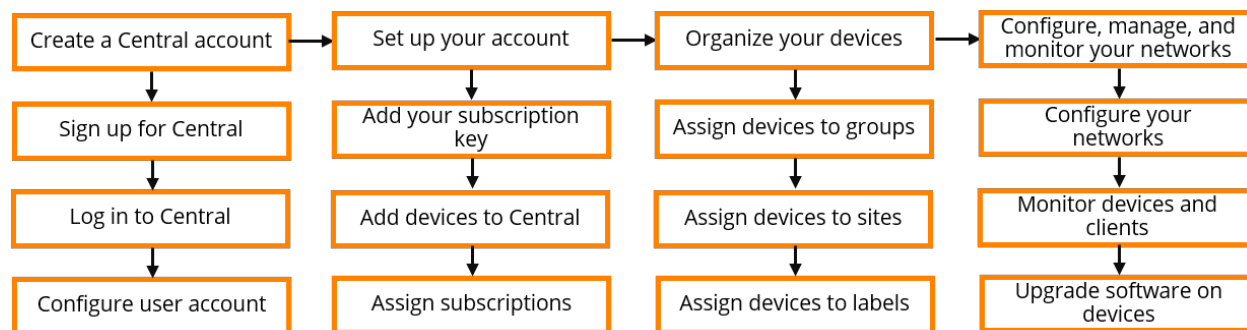 Create a Central account
Set up your account
Organize your devices
Configure, manage, and
monitor your networks
Sign up for Central
Add your subscription
key
Assign devices to groups
Configure your
networks
Log in to Central
Add devices to Central
Assign devices to sites
Monitor devices and
clients
Configure user account
Assign subscriptions
Assign devices to labels
Upgrade software on
devices